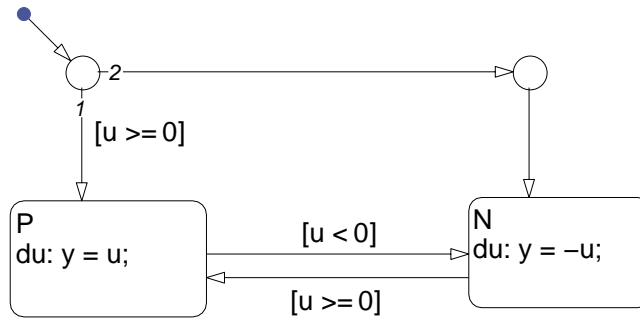 2
1
[u >= 0]
P
du: y = u;
[u < 0]
N
du: y = −u;
[u >= 0]